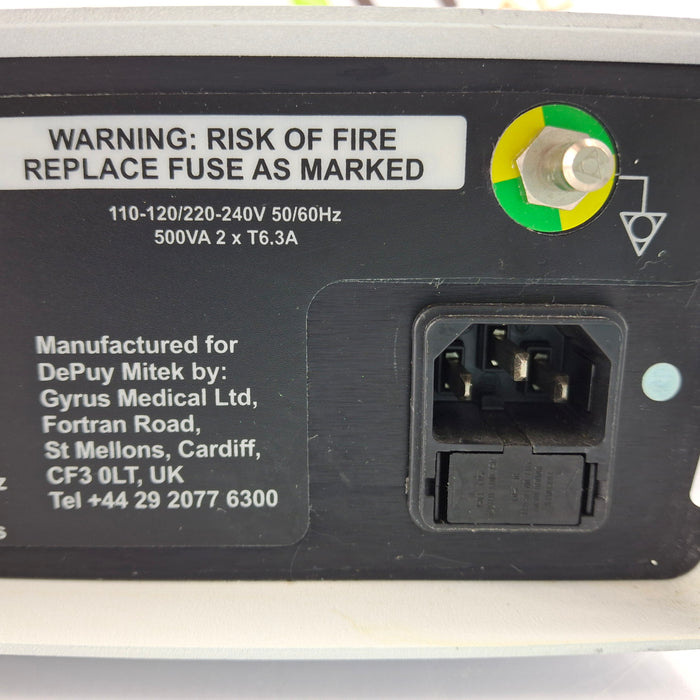 WARNING: RISK OF FIRE
REPLACE FUSE AS MARKED
110-120/220-240V 50/60Hz
500VA 2 x T6.3A
Manufactured for
DePuy Mitek by:
Gyrus Medical Ltd,
Fortran Road,
St Mellons, Cardiff,
CF3 0LT, UK
Tel +44 29 2077 6300
z
s